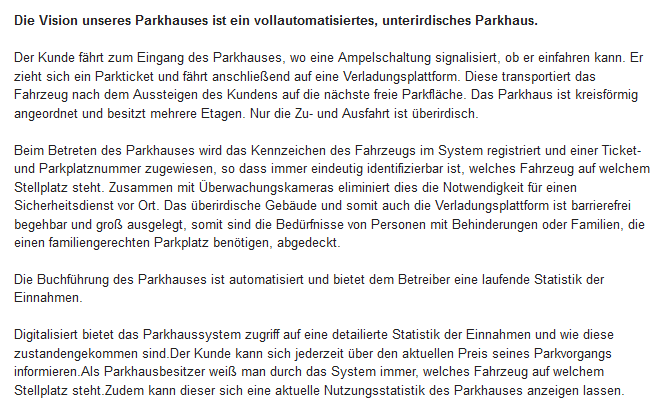 Die Vision unseres Parkhauses ist ein vollautomatisiertes, unterirdisches Parkhaus.
Der Kunde fährt zum Eingang des Parkhauses, wo eine Ampelschaltung signalisiert, ob er einfahren kann. Er
zieht sich ein Parkticket und fährt anschließend auf eine Verladungsplattform. Diese transportiert das
Fahrzeug nach dem Aussteigen des Kundens auf die nächste freie Parkfläche. Das Parkhaus ist kreisförmig
angeordnet und besitzt mehrere Etagen. Nur die Zu- und Ausfahrt ist überirdisch.
Beim Betreten des Parkhauses wird das Kennzeichen des Fahrzeugs im System registriert und einer Ticket-
und Parkplatznummer zugewiesen, so dass immer eindeutig identifizierbar ist, welches Fahrzeug auf welchem
Stellplatz steht. Zusammen mit Überwachungskameras eliminiert dies die Notwendigkeit für einen
Sicherheitsdienst vor Ort. Das überirdische Gebäude und somit auch die Verladungsplattform ist barrierefrei
begehbar und groß ausgelegt, somit sind die Bedürfnisse von Personen mit Behinderungen oder Familien, die
einen familiengerechten Parkplatz benötigen, abgedeckt.
Die Buchführung des Parkhauses ist automatisiert und bietet dem Betreiber eine laufende Statistik der
Einnahmen.
Digitalisiert bietet das Parkhaussystem zugriff auf eine detailierte Statistik der Einnahmen und wie diese
zustandengekommen sind.Der Kunde kann sich jederzeit über den aktuellen Preis seines Parkvorgangs
informieren.Als Parkhausbesitzer weiß man durch das System immer, welches Fahrzeug auf welchem
Stellplatz steht.Zudem kann dieser sich eine aktuelle Nutzungsstatistik des Parkhauses anzeigen lassen.